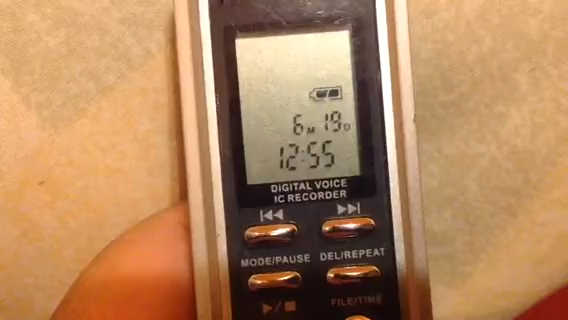 6M 19D
12:55
DIGITAL VOICE
IC RECORDER
MODE/PAUSE DEL/REPEAT
FILE/TIME